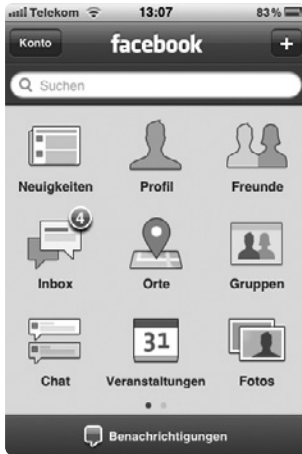 Telekom 13:07 83%
Konto facebook +
Suchen
Neuigkeiten Profil Freunde
4
Inbox Orte Gruppen
31
Chat Veranstaltungen Fotos
Benachrichtigungen